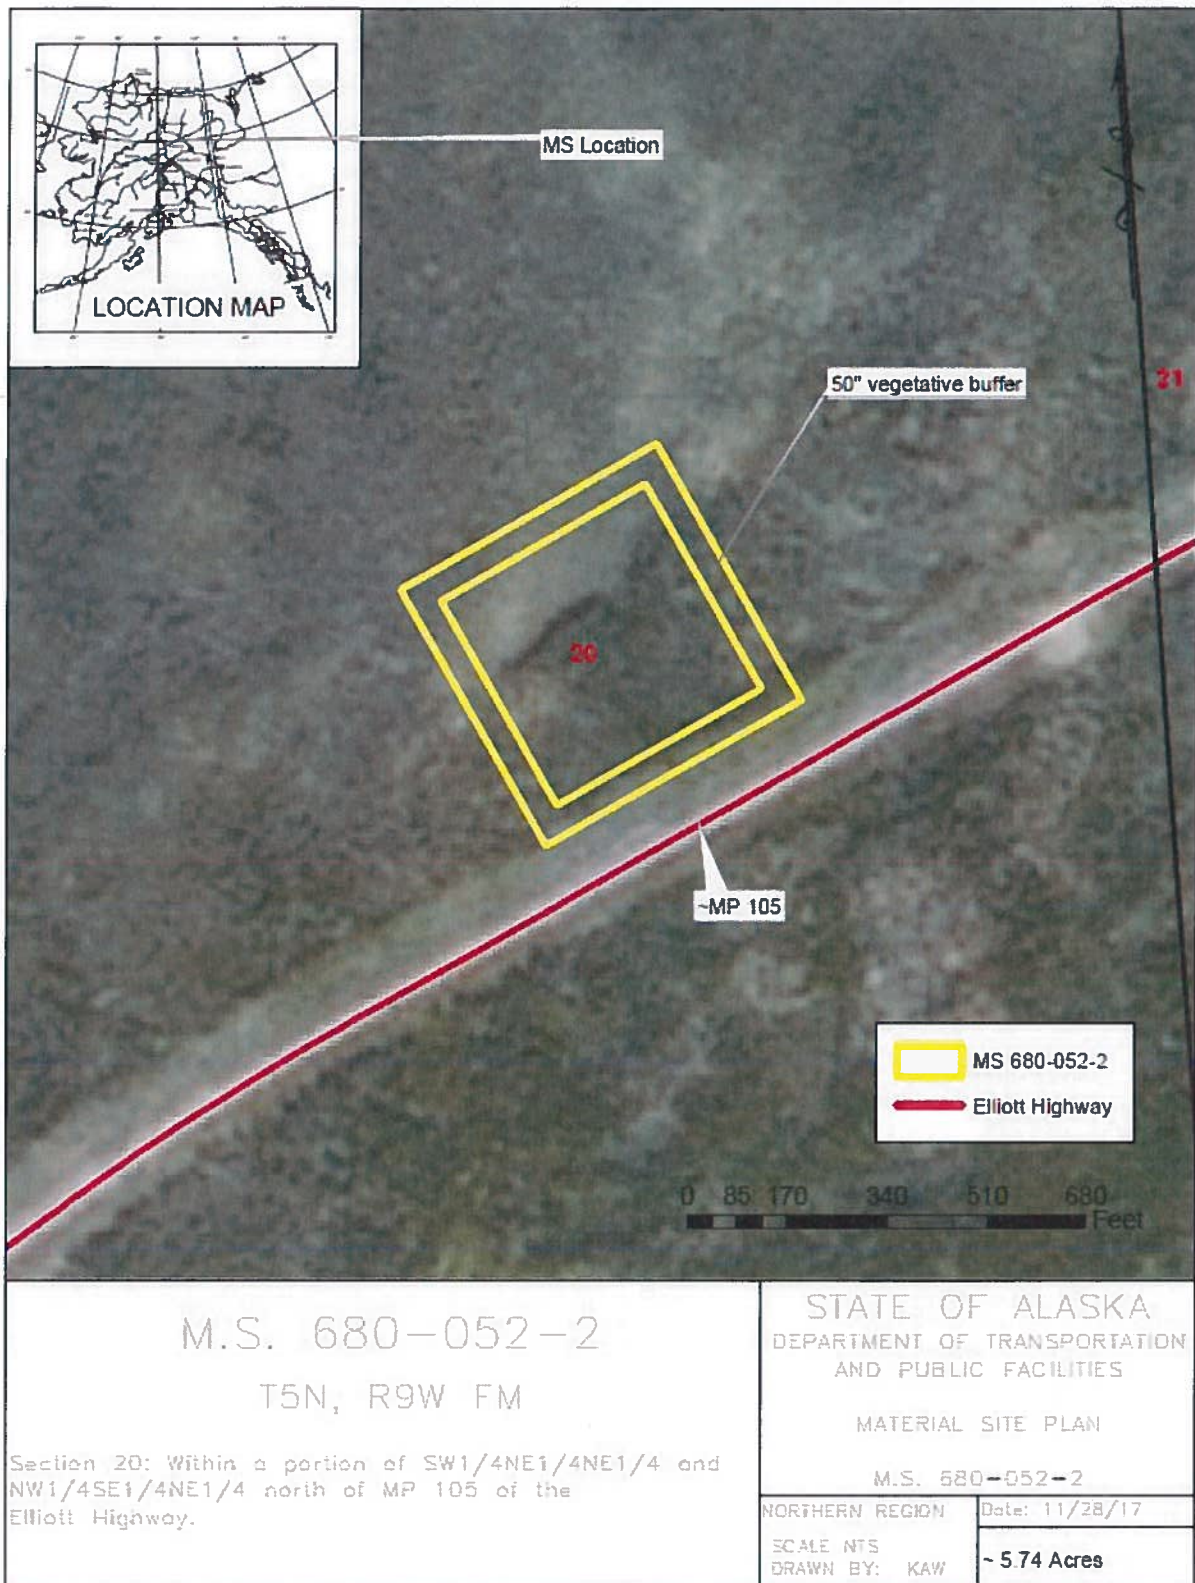 LOCATION MAP
MS Location
50" vegetative buffer
21
20
~MP 105
MS 680-052-2
Elliott Highway
0 85 170 340 510 680
Feet
M.S. 680-052-2
T5N, R9W FM
Section 20: Within a portion of SW1/4NE1/4NE1/4 and
NW1/4SE1/4NE1/4 north of MP 105 of the
Elliott Highway.
STATE OF ALASKA
DEPARTMENT OF TRANSPORTATION
AND PUBLIC FACILITIES
MATERIAL SITE PLAN
M.S. 680-052-2
NORTHERN REGION
Date: 11/28/17
SCALE NTS
DRAWN BY: KAW
~ 5.74 Acres